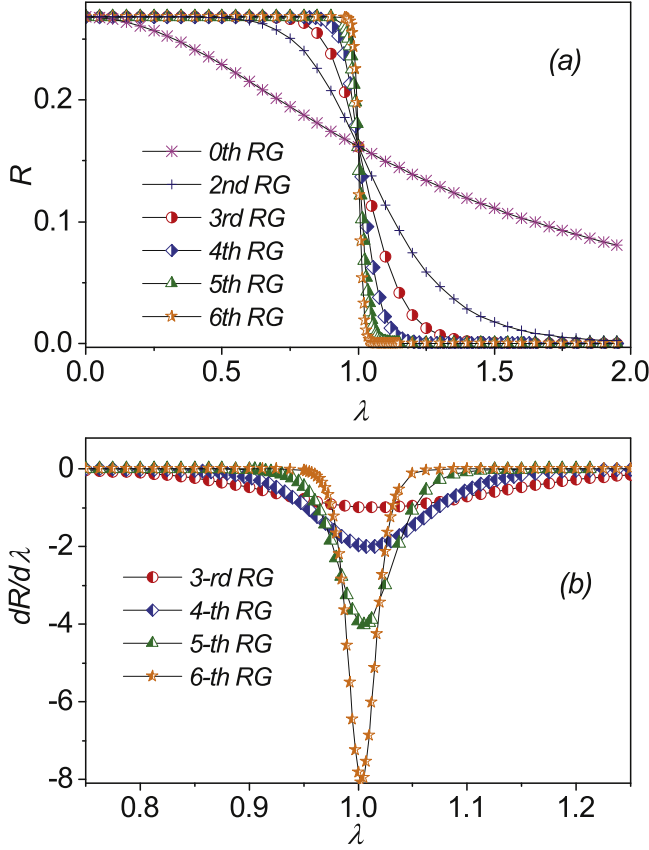 (a)
R
0.2
0.1
0.0
0th RG
2nd RG
3rd RG
4th RG
5th RG
6th RG
0.0 0.5 1.0 1.5 2.0
λ
(b)
dR/dλ
0
-2
-4
-6
-8
3-rd RG
4-th RG
5-th RG
6-th RG
0.8 0.9 1.0 1.1 1.2
λ